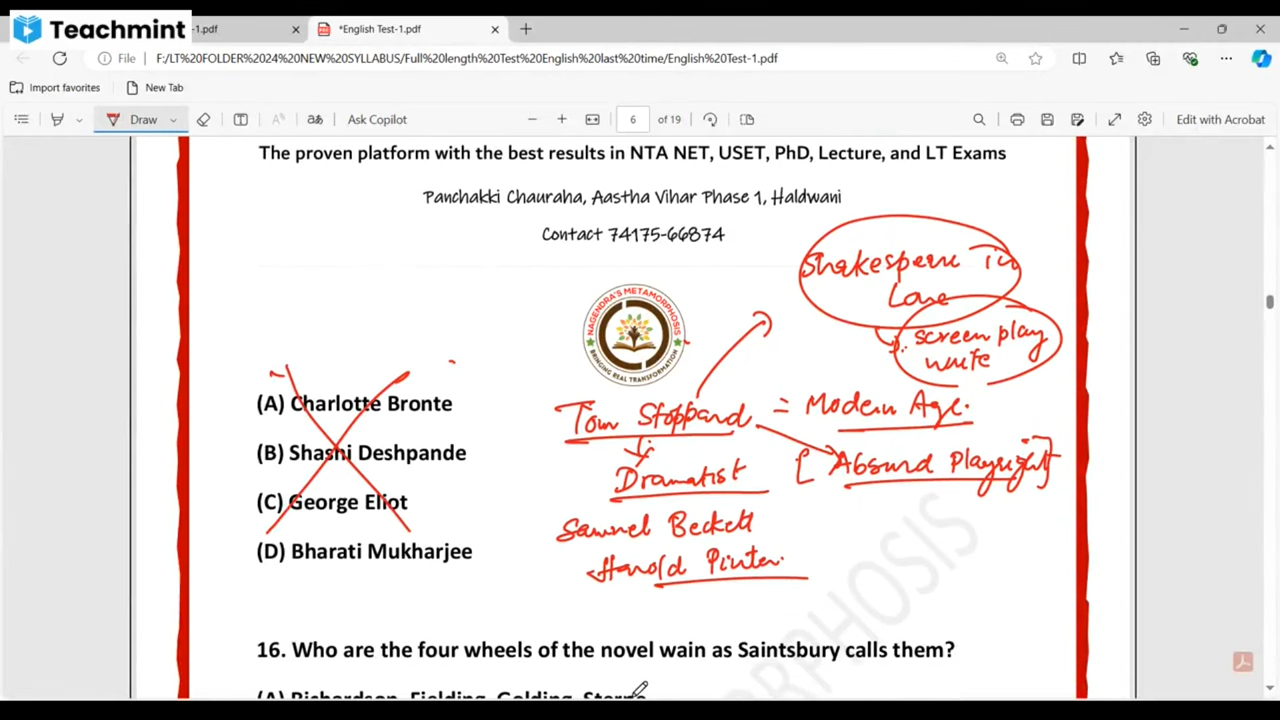 Teachmint
-1.pdf
*English Test-1.pdf
File F:/LT%20FOLDER%202024%20NEW%20SYLLABUS/Full%20length%20Test%20English%20last%20time/English%20Test-1.pdf
Import favorites New Tab
Draw Ask Copilot 6 of 19 Edit with Acrobat
The proven platform with the best results in NTA NET, USET, PhD, Lecture, and LT Exams
Panchakki Chauraha, Aastha Vihar Phase 1, Haldwani
Contact 74175-66874
Shakespeare in
Love
screen play
write
NAGENDRA'S METAMORPHOSIS
BRINGING REAL TRANSFORMATION
(A) Charlotte Bronte
Tom Stoppard = Modern Age.
(B) Shashi Deshpande
Dramatist
[Absurd Playwright]
(C) George Eliot
Samuel Beckett
(D) Bharati Mukharjee
Harold Pinter.
16. Who are the four wheels of the novel wain as Saintsbury calls them?
(A) Richardson, Fielding, Golding, Sterne